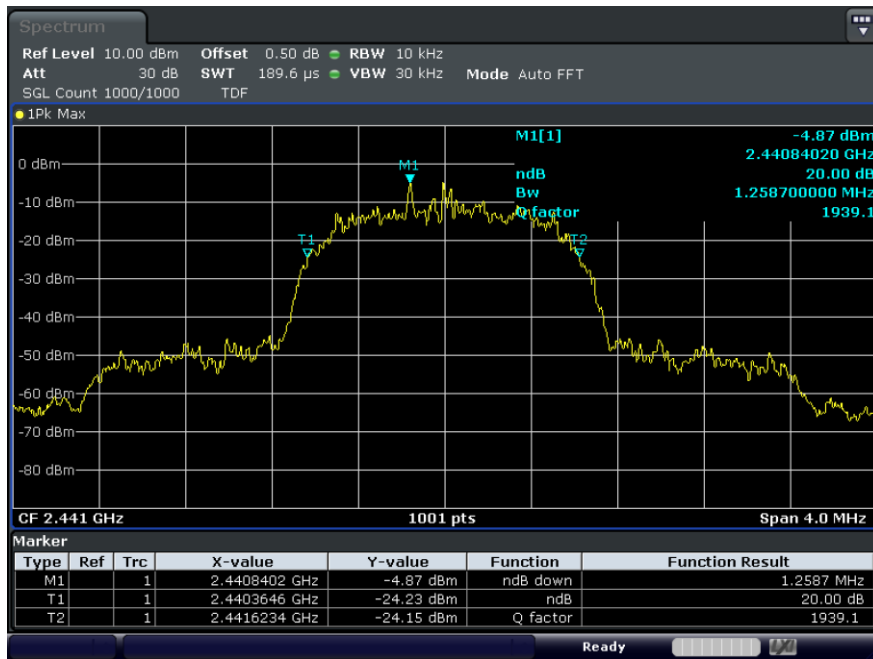 Spectrum
Ref Level 10.00 dBm Offset 0.50 dB RBW 10 kHz
Att 30 dB SWT 189.6 µs VBW 30 kHz Mode Auto FFT
SGL Count 1000/1000 TDF
1Pk Max
M1[1] -4.87 dBm
2.44084020 GHz
0 dBm
M1
ndB 20.00 dB
Bw 1.258700000 MHz
-10 dBm
Q factor 1939.1
-20 dBm
T1 T2
-30 dBm
-40 dBm
-50 dBm
-60 dBm
-70 dBm
-80 dBm
CF 2.441 GHz 1001 pts Span 4.0 MHz
Marker
Type Ref Trc X-value Y-value Function Function Result
M1 1 2.4408402 GHz -4.87 dBm ndB down 1.2587 MHz
T1 1 2.4403646 GHz -24.23 dBm ndB 20.00 dB
T2 1 2.4416234 GHz -24.15 dBm Q factor 1939.1
Ready